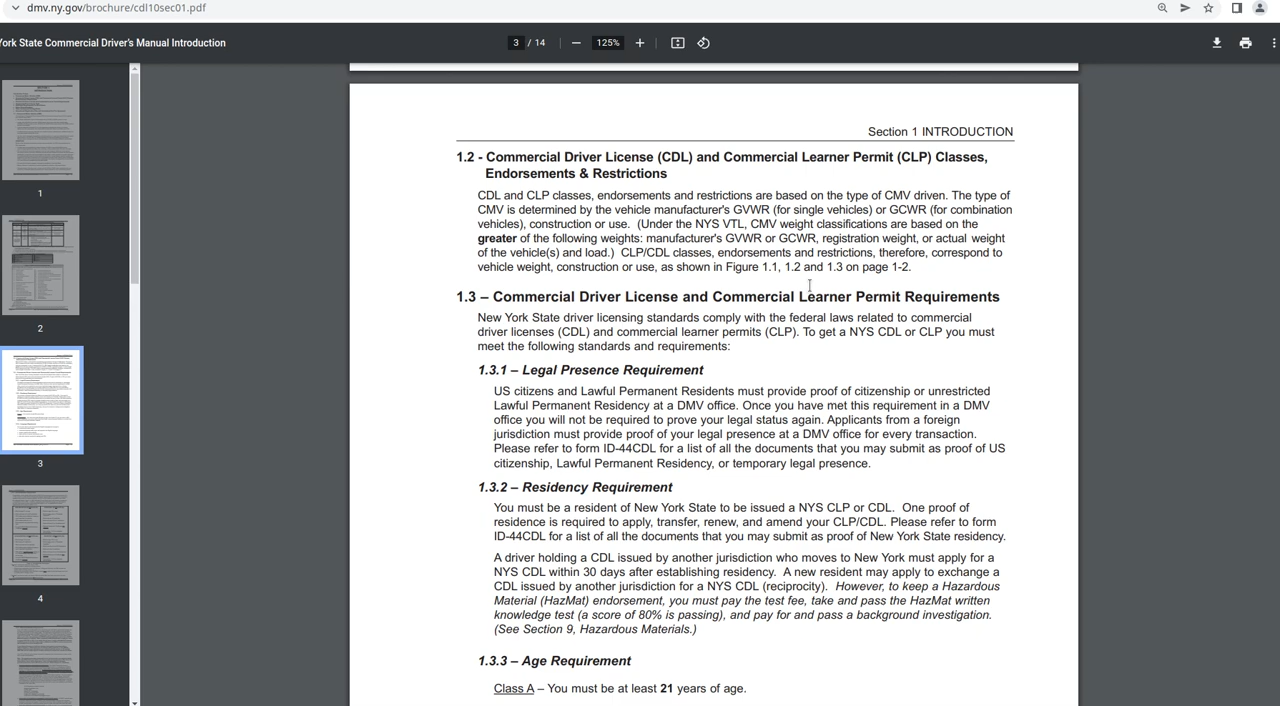 dmv.ny.gov/brochure/cdl10sec01.pdf
York State Commercial Driver's Manual Introduction
3 / 14
125%
1
2
3
4
Section 1 INTRODUCTION
1.2 - Commercial Driver License (CDL) and Commercial Learner Permit (CLP) Classes,
Endorsements & Restrictions
CDL and CLP classes, endorsements and restrictions are based on the type of CMV driven. The type of
CMV is determined by the vehicle manufacturer's GVWR (for single vehicles) or GCWR (for combination
vehicles), construction or use. (Under the NYS VTL, CMV weight classifications are based on the
greater of the following weights: manufacturer's GVWR or GCWR, registration weight, or actual weight
of the vehicle(s) and load.) CLP/CDL classes, endorsements and restrictions, therefore, correspond to
vehicle weight, construction or use, as shown in Figure 1.1, 1.2 and 1.3 on page 1-2.
1.3 – Commercial Driver License and Commercial Learner Permit Requirements
New York State driver licensing standards comply with the federal laws related to commercial
driver licenses (CDL) and commercial learner permits (CLP). To get a NYS CDL or CLP you must
meet the following standards and requirements:
1.3.1 – Legal Presence Requirement
US citizens and Lawful Permanent Residents must provide proof of citizenship or unrestricted
Lawful Permanent Residency at a DMV office. Once you have met this requirement in a DMV
office you will not be required to prove your legal status again. Applicants from a foreign
jurisdiction must provide proof of your legal presence at a DMV office for every transaction.
Please refer to form ID-44CDL for a list of all the documents that you may submit as proof of US
citizenship, Lawful Permanent Residency, or temporary legal presence.
1.3.2 – Residency Requirement
You must be a resident of New York State to be issued a NYS CLP or CDL. One proof of
residence is required to apply, transfer, renew, and amend your CLP/CDL. Please refer to form
ID-44CDL for a list of all the documents that you may submit as proof of New York State residency.
A driver holding a CDL issued by another jurisdiction who moves to New York must apply for a
NYS CDL within 30 days after establishing residency. A new resident may apply to exchange a
CDL issued by another jurisdiction for a NYS CDL (reciprocity). However, to keep a Hazardous
Material (HazMat) endorsement, you must pay the test fee, take and pass the HazMat written
knowledge test (a score of 80% is passing), and pay for and pass a background investigation.
(See Section 9, Hazardous Materials.)
1.3.3 – Age Requirement
Class A – You must be at least 21 years of age.